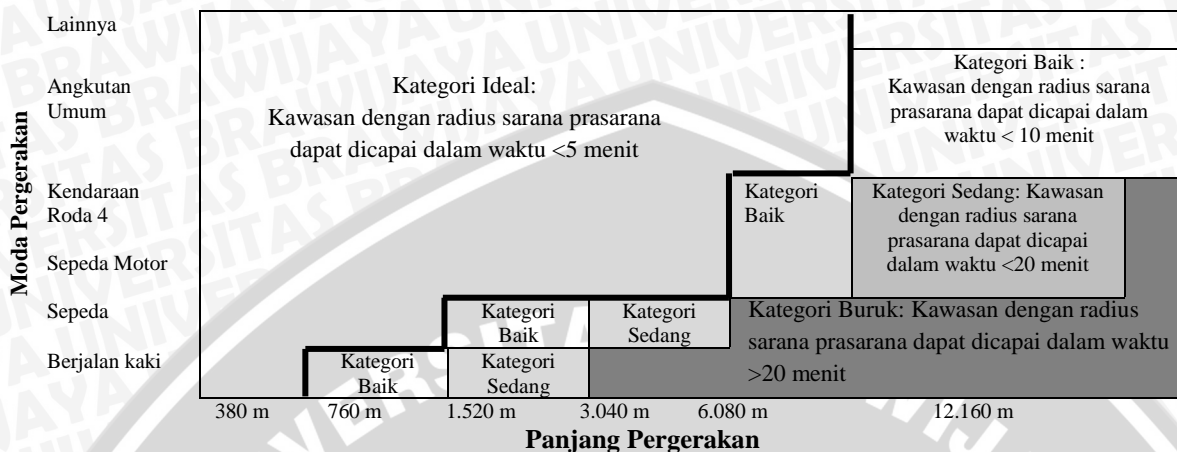 Lainnya
Kategori Ideal:
Kawasan dengan radius sarana prasarana
dapat dicapai dalam waktu <5 menit
Kategori Baik :
Kawasan dengan radius sarana
prasarana dapat dicapai dalam
waktu < 10 menit
Angkutan
Umum
Moda Pergerakan
Kendaraan
Roda 4
Kategori
Baik
Kategori Sedang: Kawasan
dengan radius sarana
prasarana dapat dicapai
dalam waktu <20 menit
Sepeda Motor
Sepeda
Kategori
Baik
Kategori
Sedang
Kategori Buruk: Kawasan dengan radius
sarana prasarana dapat dicapai dalam waktu
>20 menit
Berjalan kaki
Kategori
Baik
Kategori
Sedang
380 m 760 m 1.520 m 3.040 m 6.080 m 12.160 m
Panjang Pergerakan